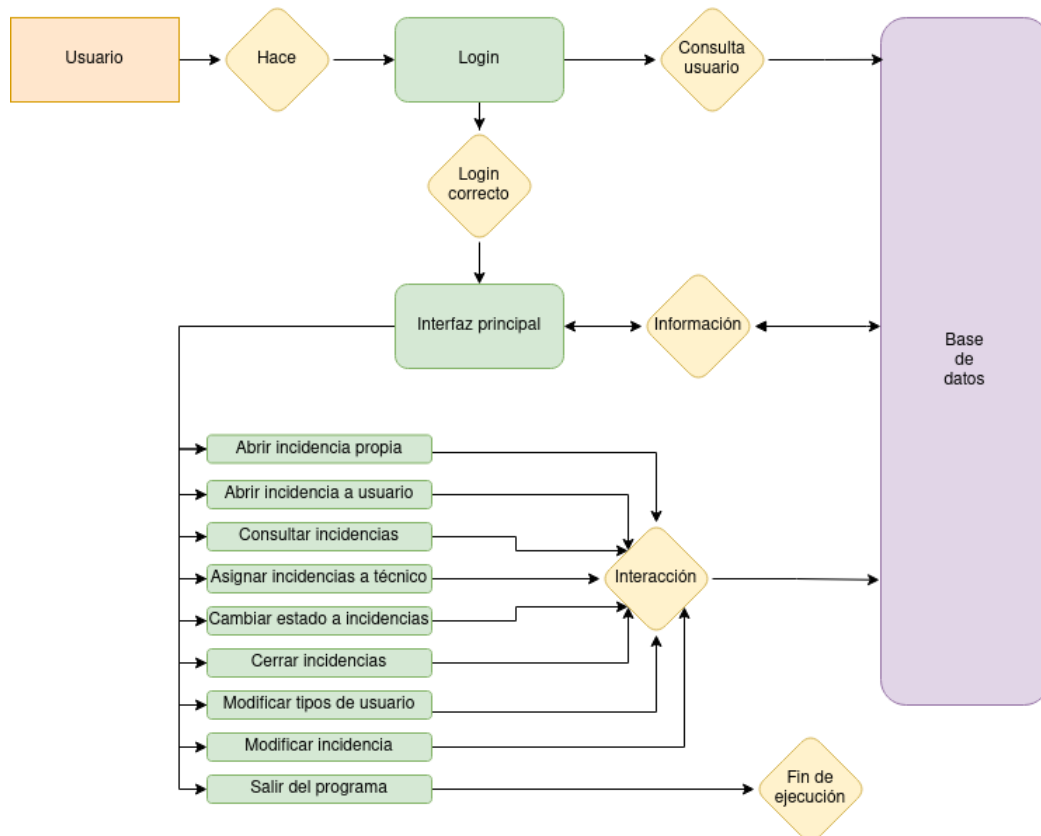 Usuario
Hace
Login
Consulta
usuario
Login
correcto
Interfaz principal
Información
Base
de
datos
Abrir incidencia propia
Abrir incidencia a usuario
Consultar incidencias
Asignar incidencias a técnico
Interacción
Cambiar estado a incidencias
Cerrar incidencias
Modificar tipos de usuario
Modificar incidencia
Salir del programa
Fin de
ejecución